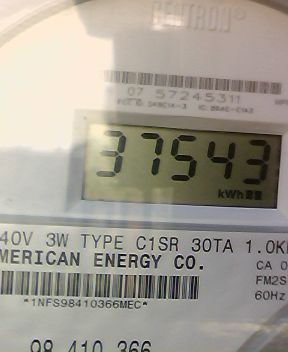 CENTRON®
07 57245311
37543
kWh
40V 3W TYPE C1SR 30TA 1.0K
MERICAN ENERGY CO.
CA 0
FM2S
*1NFS98410366MEC*
60Hz
98 410 366